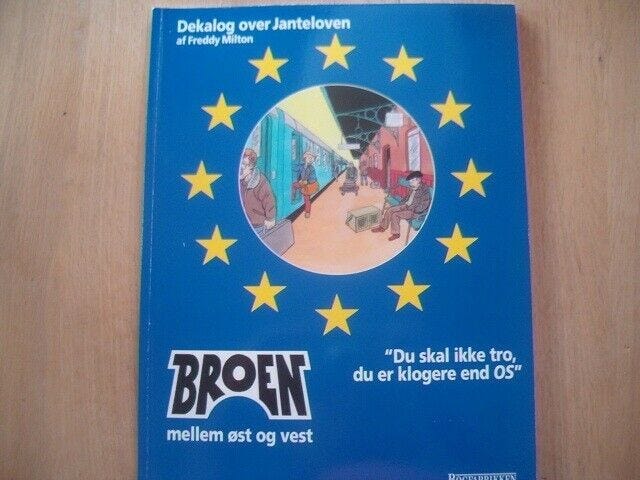 Dekalog over Janteloven
af Freddy Milton
BROEN
mellem øst og vest
"Du skal ikke tro,
du er klogere end OS"
BOGFABRIKKEN